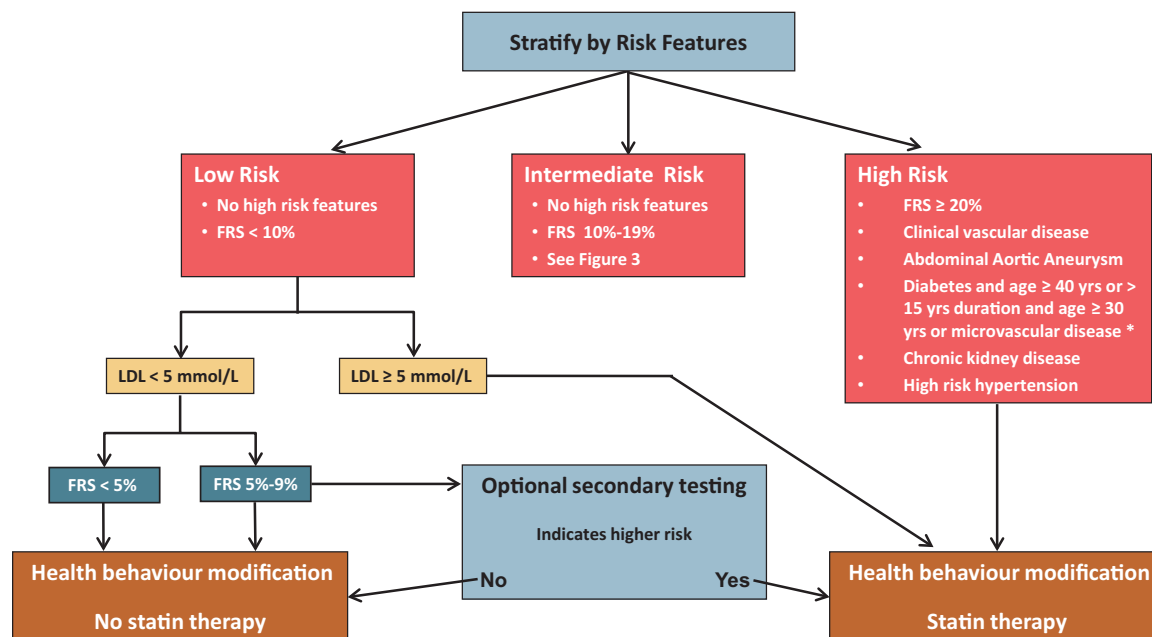 Stratify by Risk Features
Low Risk
• No high risk features
• FRS < 10%
Intermediate Risk
• No high risk features
• FRS 10%-19%
• See Figure 3
High Risk
• FRS ≥ 20%
• Clinical vascular disease
• Abdominal Aortic Aneurysm
• Diabetes and age ≥ 40 yrs or >
15 yrs duration and age ≥ 30
yrs or microvascular disease *
• Chronic kidney disease
• High risk hypertension
LDL < 5 mmol/L
LDL ≥ 5 mmol/L
FRS < 5%
FRS 5%-9%
Optional secondary testing
Indicates higher risk
No
Yes
Health behaviour modification
No statin therapy
Health behaviour modification
Statin therapy